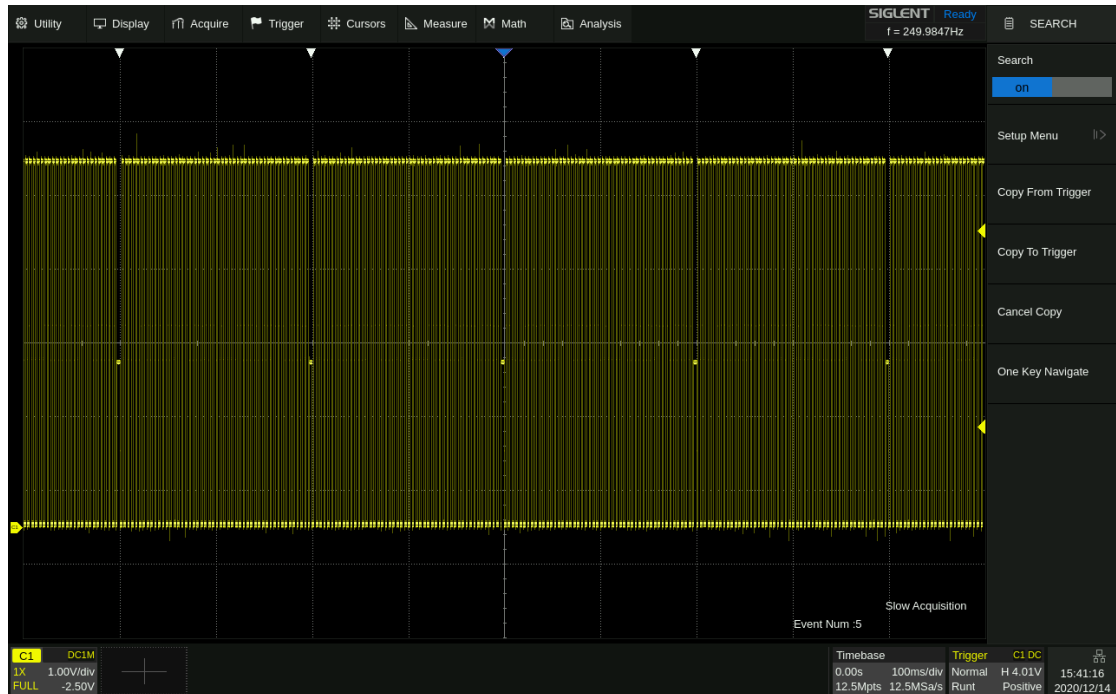 Utility Display Acquire Trigger Cursors Measure Math Analysis
SIGLENT Ready
f = 249.9847Hz
SEARCH
Search
on
Setup Menu
Copy From Trigger
Copy To Trigger
Cancel Copy
One Key Navigate
Slow Acquisition
Event Num :5
C1 DC1M
1X 1.00V/div
FULL -2.50V
Timebase
0.00s 100ms/div
12.5Mpts 12.5MSa/s
Trigger C1 DC
Normal H 4.01V
Runt Positive
15:41:16
2020/12/14